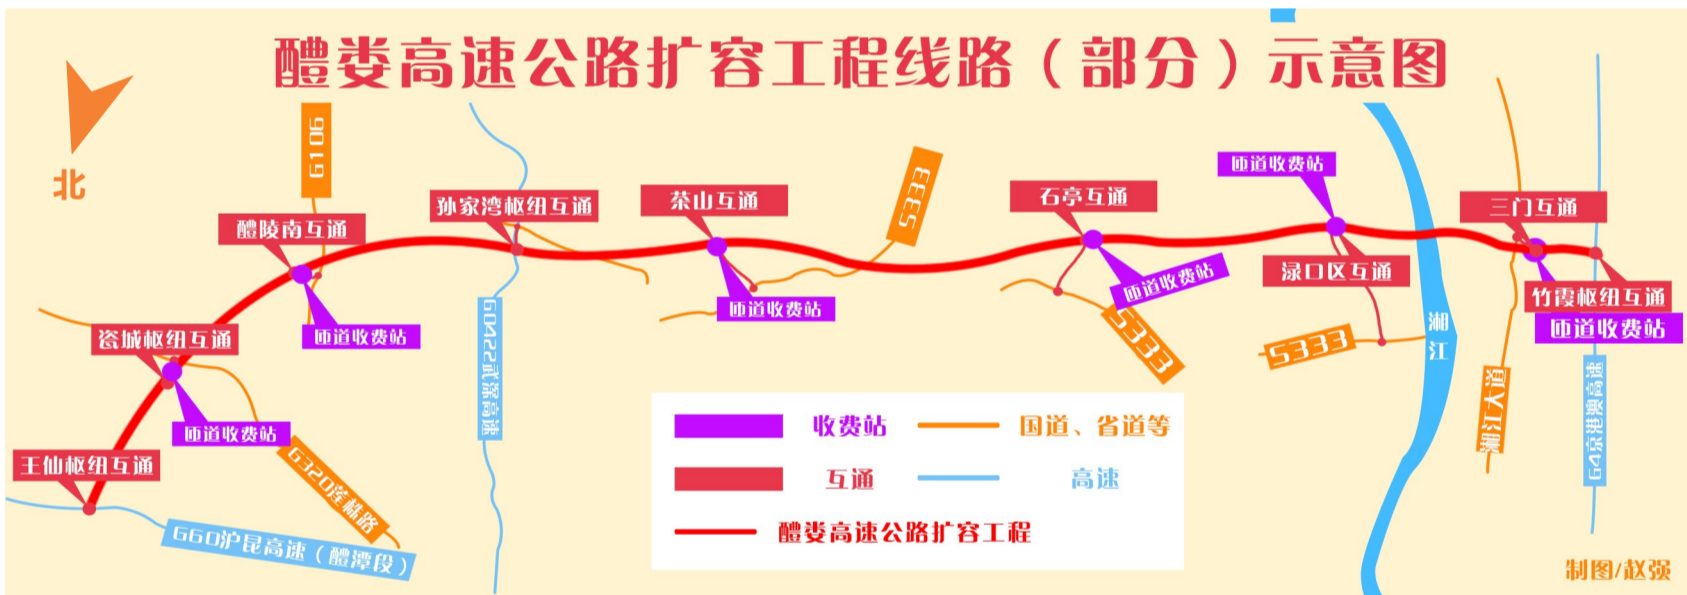 醴娄高速公路扩容工程线路（部分）示意图
北
G106
S333
匝道收费站
孙家湾枢纽互通
茶山互通
石亭互通
三门互通
醴陵南互通
渌口区互通
匝道收费站
竹霞枢纽互通
匝道收费站
匝道收费站
匝道收费站
瓷城枢纽互通
S333
S333
湘江
G0422武深高速
湘江大道
G4京港澳高速
匝道收费站
王仙枢纽互通
G320莲株路
G60沪昆高速（醴潭段）
收费站
国道、省道等
互通
高速
醴娄高速公路扩容工程
制图/赵强